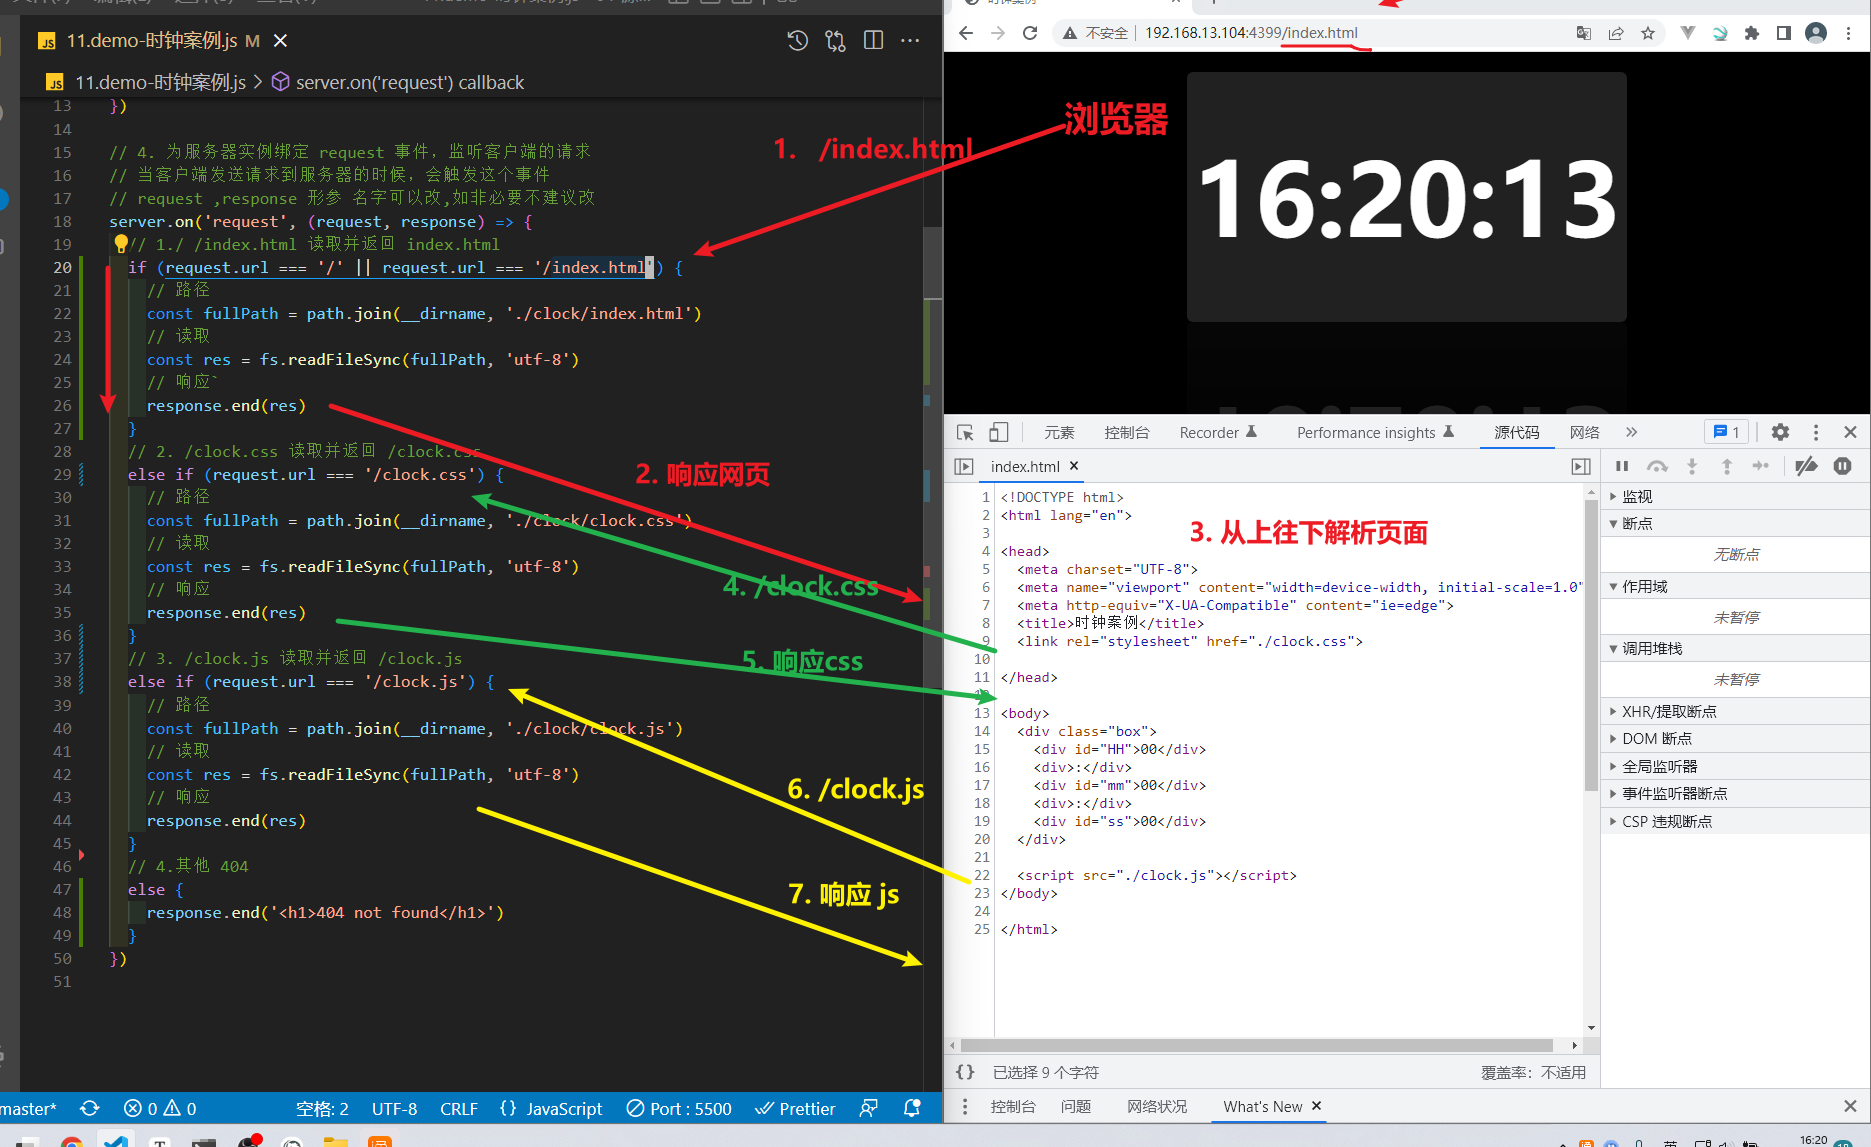 11.demo-时钟案例.js M
11.demo-时钟案例.js > server.on('request') callback
13 })
14
15 // 4. 为服务器实例绑定 request 事件，监听客户端的请求
16 // 当客户端发送请求到服务器的时候，会触发这个事件
17 // request ,response 形参 名字可以改,如非必要不建议改
18 server.on('request', (request, response) => {
19 // 1./ /index.html 读取并返回 index.html
20 if (request.url === '/' || request.url === '/index.html') {
21 // 路径
22 const fullPath = path.join(__dirname, './clock/index.html')
23 // 读取
24 const res = fs.readFileSync(fullPath, 'utf-8')
25 // 响应`
26 response.end(res)
27 }
28 // 2. /clock.css 读取并返回 /clock.css
29 else if (request.url === '/clock.css') {
30 // 路径
31 const fullPath = path.join(__dirname, './clock/clock.css')
32 // 读取
33 const res = fs.readFileSync(fullPath, 'utf-8')
34 // 响应
35 response.end(res)
36 }
37 // 3. /clock.js 读取并返回 /clock.js
38 else if (request.url === '/clock.js') {
39 // 路径
40 const fullPath = path.join(__dirname, './clock/clock.js')
41 // 读取
42 const res = fs.readFileSync(fullPath, 'utf-8')
43 // 响应
44 response.end(res)
45 }
46 // 4.其他 404
47 else {
48 response.end('<h1>404 not found</h1>')
49 }
50 })
51
1. /index.html
2. 响应网页
4. /clock.css
5. 响应css
6. /clock.js
7. 响应 js
master* 0 0 空格: 2 UTF-8 CRLF {} JavaScript Port : 5500 Prettier
不安全 192.168.13.104:4399/index.html
浏览器
16:20:13
元素 控制台 Recorder Performance insights 源代码 网络 » 1
index.html
3. 从上往下解析页面
1 <!DOCTYPE html>
2 <html lang="en">
3
4 <head>
5 <meta charset="UTF-8">
6 <meta name="viewport" content="width=device-width, initial-scale=1.0"
7 <meta http-equiv="X-UA-Compatible" content="ie=edge">
8 <title>时钟案例</title>
9 <link rel="stylesheet" href="./clock.css">
10
11 </head>
12
13 <body>
14 <div class="box">
15 <div id="HH">00</div>
16 <div>:</div>
17 <div id="mm">00</div>
18 <div>:</div>
19 <div id="ss">00</div>
20 </div>
21
22 <script src="./clock.js"></script>
23 </body>
24
25 </html>
监视
断点
无断点
作用域
未暂停
调用堆栈
未暂停
XHR/提取断点
DOM 断点
全局监听器
事件监听器断点
CSP 违规断点
{} 已选择 9 个字符 覆盖率：不适用
控制台 问题 网络状况 What's New
英 16:20